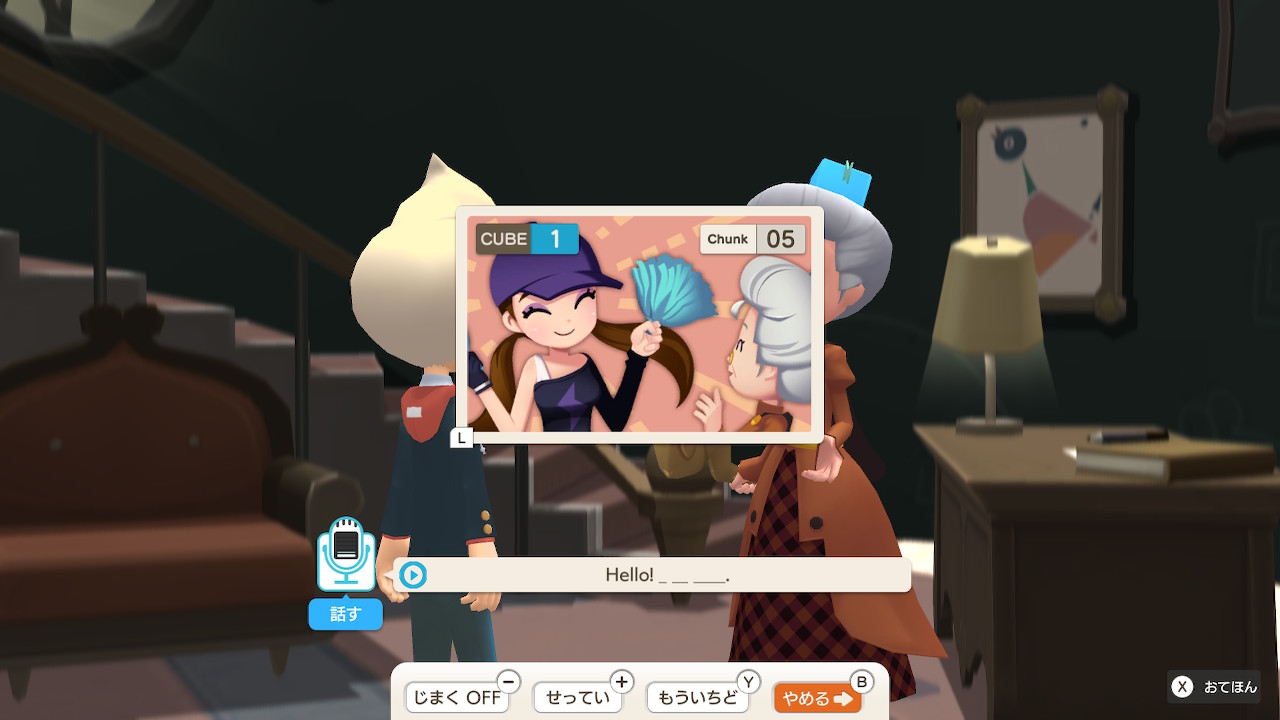 CUBE 1
Chunk 05
L
Hello! _ __ ___.
話す
じまく OFF −
せってい +
もういちど Y
やめる B
X おてほん